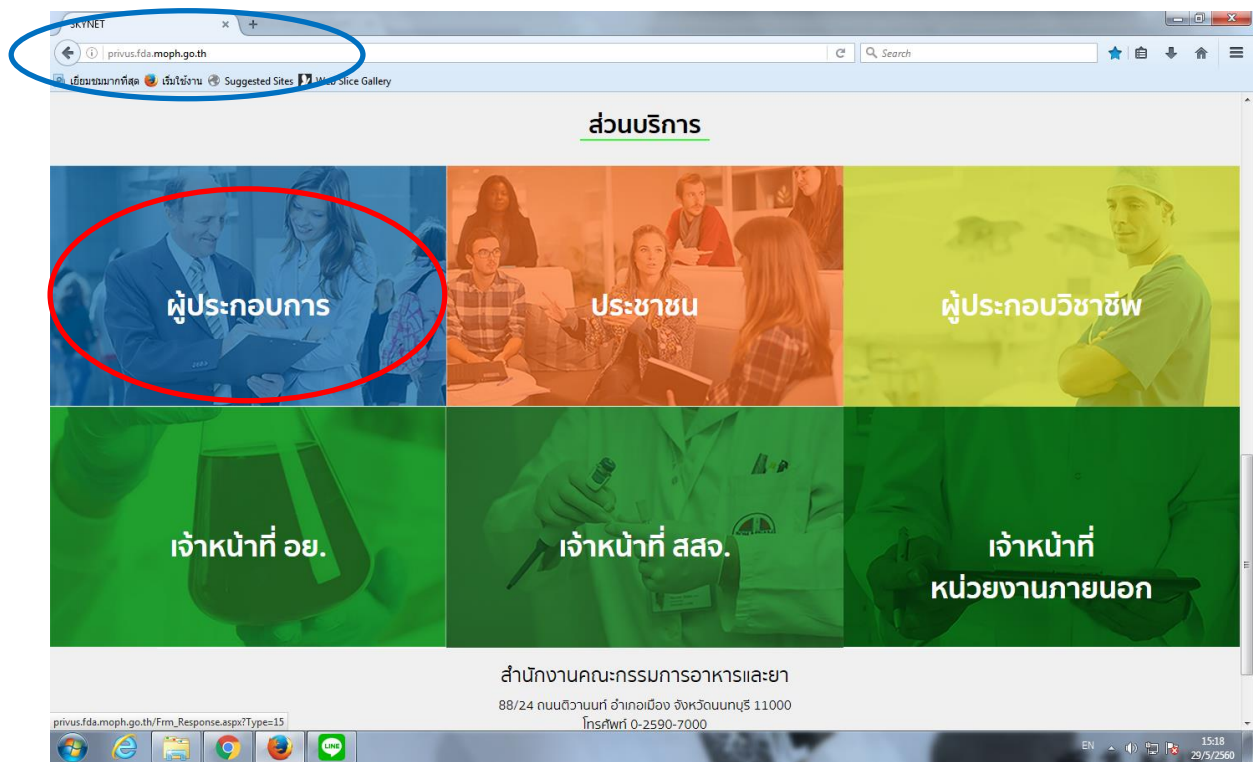 SKYNET
privus.fda.moph.go.th
Search
เยี่ยมชมมากที่สุด เริ่มใช้งาน Suggested Sites Web Slice Gallery
ส่วนบริการ
ผู้ประกอบการ
ประชาชน
ผู้ประกอบวิชาชีพ
เจ้าหน้าที่ อย.
เจ้าหน้าที่ สสจ.
เจ้าหน้าที่
หน่วยงานภายนอก
สำนักงานคณะกรรมการอาหารและยา
88/24 ถนนติวานนท์ อำเภอเมือง จังหวัดนนทบุรี 11000
โทรศัพท์ 0-2590-7000
privus.fda.moph.go.th/Frm_Response.aspx?Type=15
LINE
EN
15:18
29/5/2560